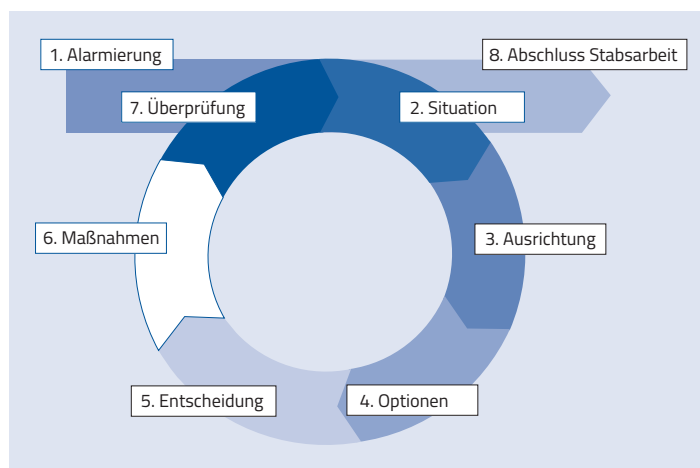 1. Alarmierung
8. Abschluss Stabsarbeit
7. Überprüfung
2. Situation
6. Maßnahmen
3. Ausrichtung
5. Entscheidung
4. Optionen